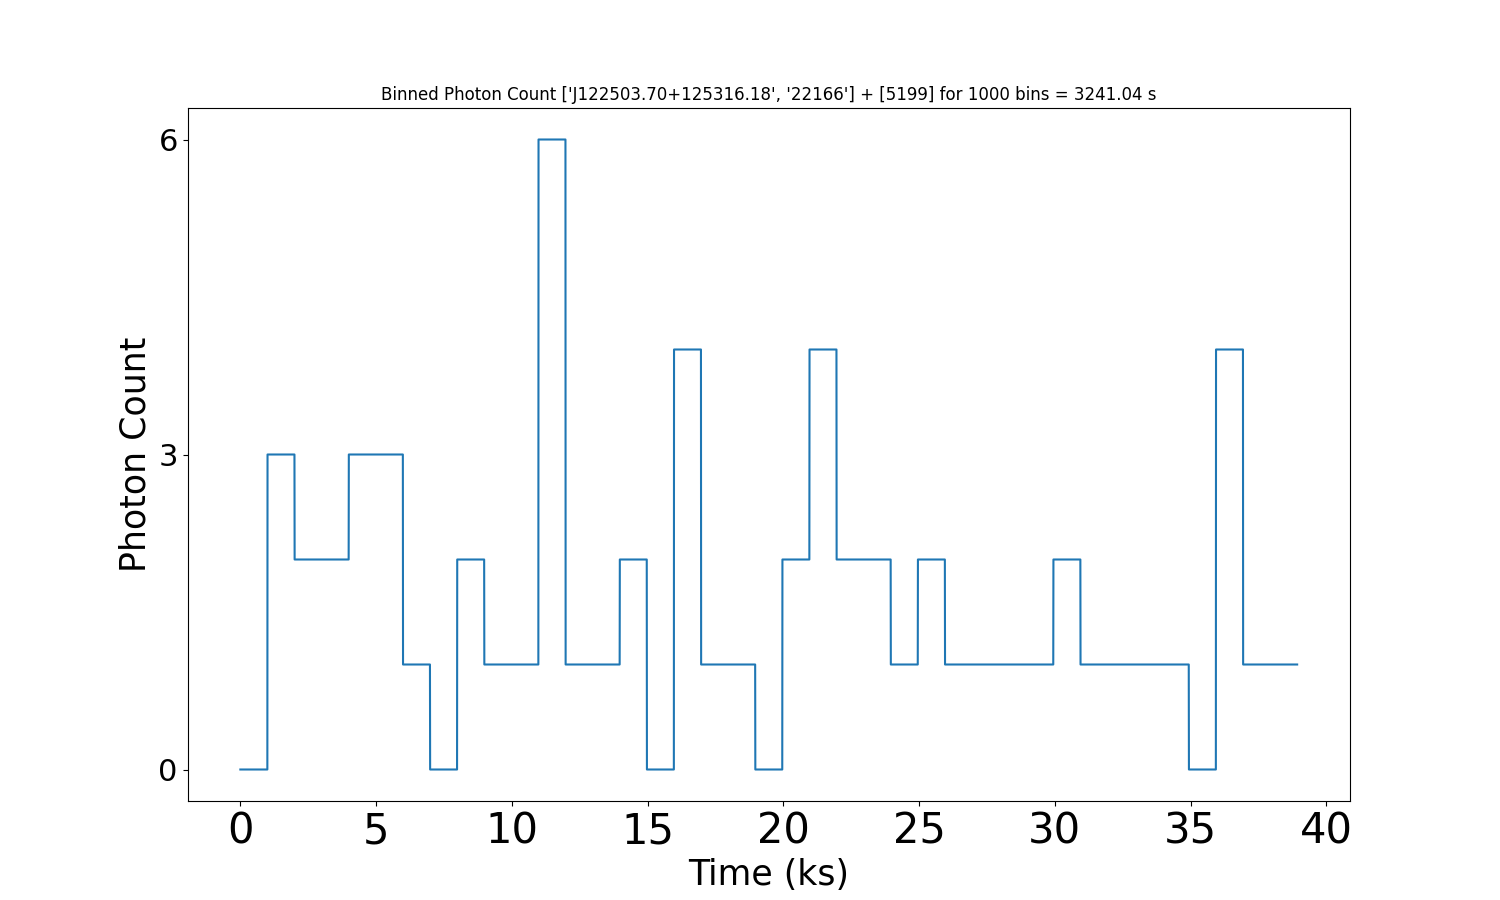 Binned Photon Count ['J122503.70+125316.18', '22166'] + [5199] for 1000 bins = 3241.04 s
Photon Count
6
3
0
0 5 10 15 20 25 30 35 40
Time (ks)